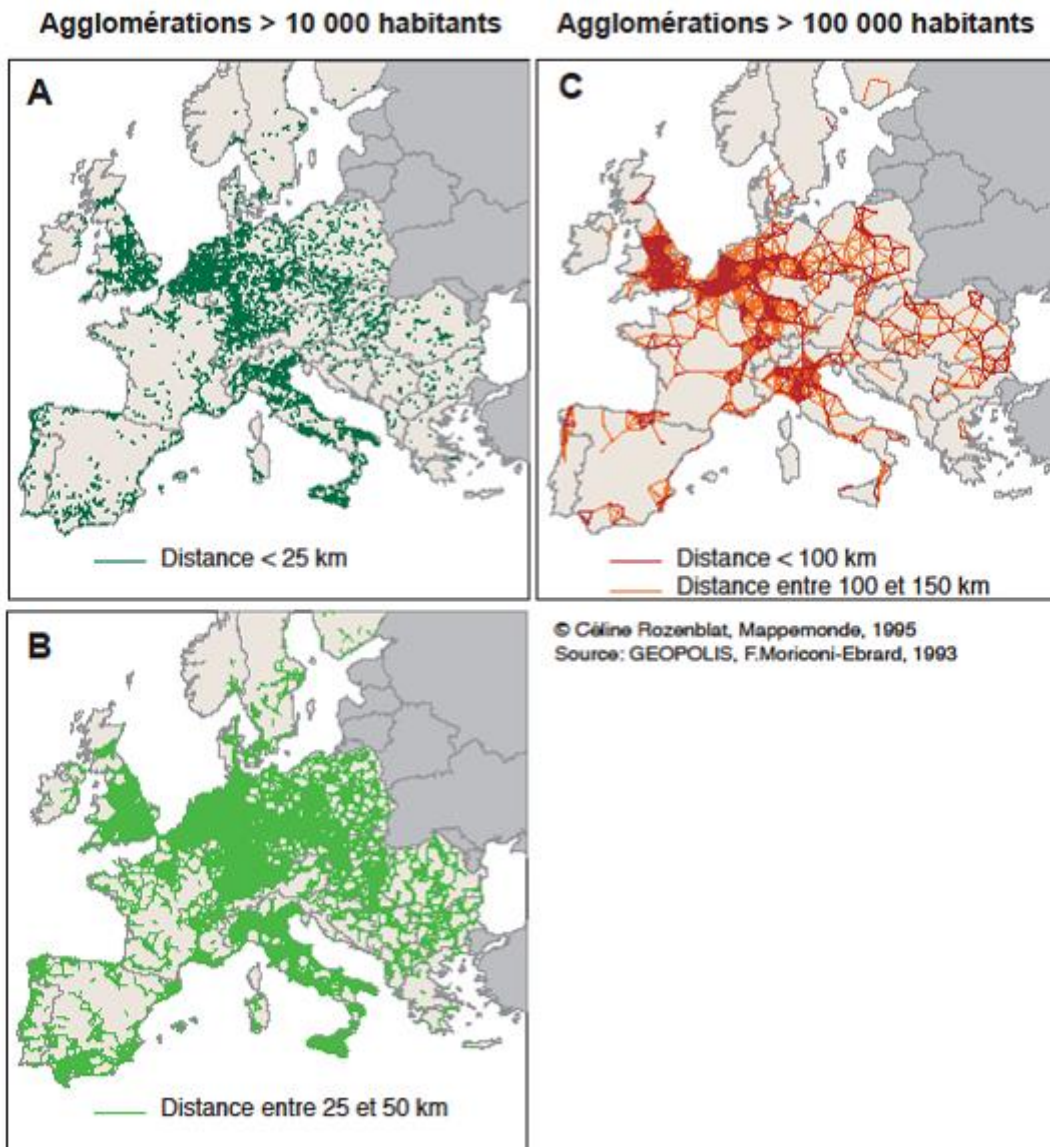 Agglomérations > 10 000 habitants
Agglomérations > 100 000 habitants
A
Distance < 25 km
C
Distance < 100 km
Distance entre 100 et 150 km
B
Distance entre 25 et 50 km
© Céline Rozenblat, Mappemonde, 1995
Source: GEOPOLIS, F.Moriconi-Ebrard, 1993